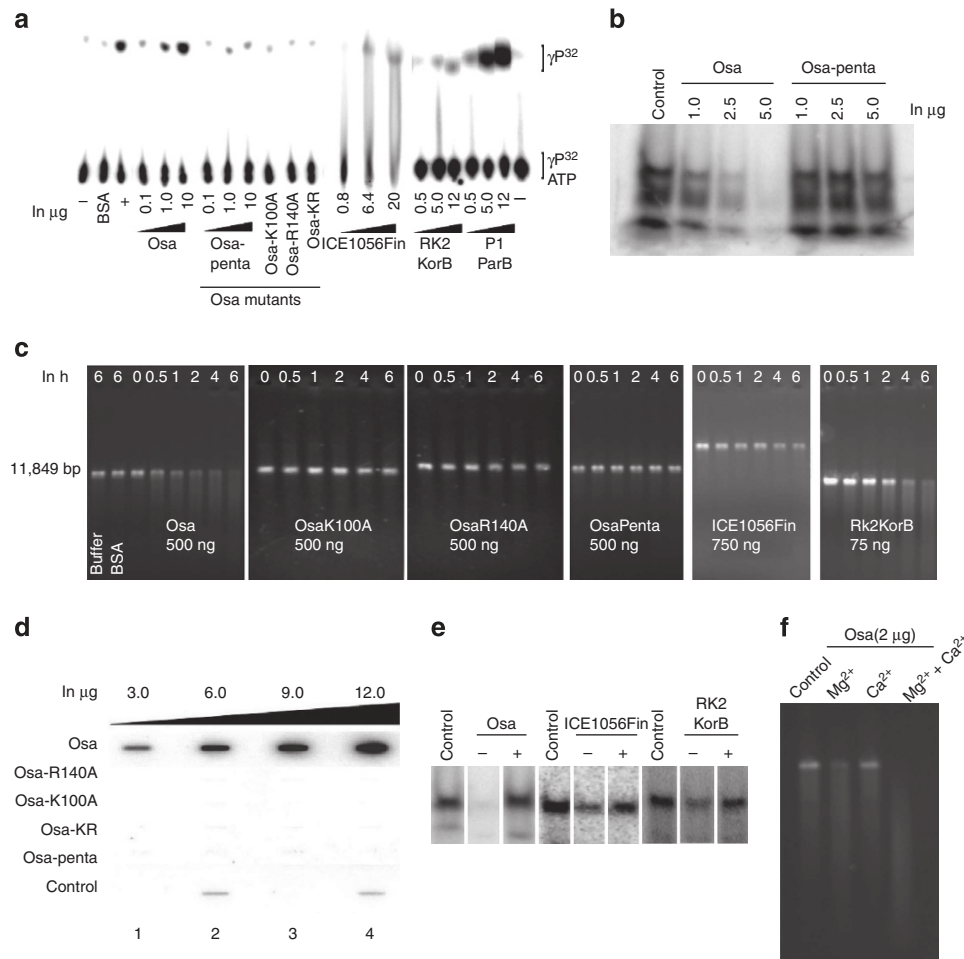 a
γP32
γP32
ATP
In μg
– BSA + 0.1 1.0 10 0.1 1.0 10 Osa-K100A Osa-R140A Osa-KR 0.8 6.4 20 0.5 5.0 12 0.5 5.0 12 –
Osa Osa-penta ICE1056Fin RK2 KorB P1 ParB
Osa mutants
b
Control Osa Osa-penta
1.0 2.5 5.0 1.0 2.5 5.0 In μg
c
In h 6 6 0 0.5 1 2 4 6 0 0.5 1 2 4 6 0 0.5 1 2 4 6 0 0.5 1 2 4 6 0 0.5 1 2 4 6 0 0.5 1 2 4 6
11,849 bp
Buffer BSA
Osa OsaK100A OsaR140A OsaPenta ICE1056Fin Rk2KorB
500 ng 500 ng 500 ng 500 ng 750 ng 75 ng
d
In μg 3.0 6.0 9.0 12.0
Osa
Osa-R140A
Osa-K100A
Osa-KR
Osa-penta
Control
1 2 3 4
e
Control Osa Control ICE1056Fin Control RK2 KorB
– + – + – +
f
Osa(2 μg)
Control Mg2+ Ca2+ Mg2+ + Ca2+